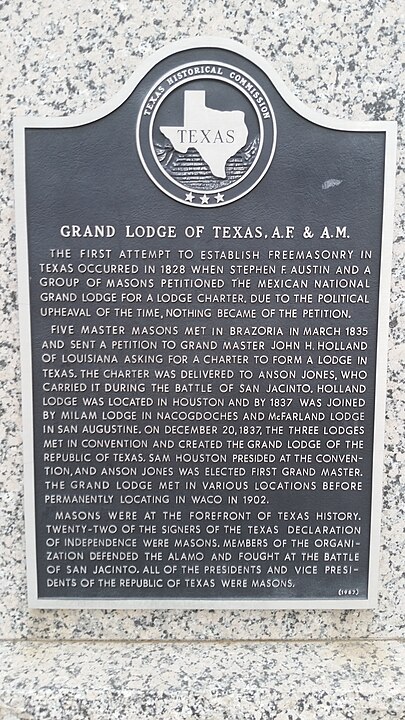 TEXAS HISTORICAL COMMISSION
TEXAS
GRAND LODGE OF TEXAS, A.F. & A.M.
THE FIRST ATTEMPT TO ESTABLISH FREEMASONRY IN
TEXAS OCCURRED IN 1828 WHEN STEPHEN F. AUSTIN AND A
GROUP OF MASONS PETITIONED THE MEXICAN NATIONAL
GRAND LODGE FOR A LODGE CHARTER. DUE TO THE POLITICAL
UPHEAVAL OF THE TIME, NOTHING BECAME OF THE PETITION.
FIVE MASTER MASONS MET IN BRAZORIA IN MARCH 1835
AND SENT A PETITION TO GRAND MASTER JOHN H. HOLLAND
OF LOUISIANA ASKING FOR A CHARTER TO FORM A LODGE IN
TEXAS. THE CHARTER WAS DELIVERED TO ANSON JONES, WHO
CARRIED IT DURING THE BATTLE OF SAN JACINTO. HOLLAND
LODGE WAS LOCATED IN HOUSTON AND BY 1837 WAS JOINED
BY MILAM LODGE IN NACOGDOCHES AND McFARLAND LODGE
IN SAN AUGUSTINE. ON DECEMBER 20, 1837, THE THREE LODGES
MET IN CONVENTION AND CREATED THE GRAND LODGE OF THE
REPUBLIC OF TEXAS. SAM HOUSTON PRESIDED AT THE CONVEN-
TION, AND ANSON JONES WAS ELECTED FIRST GRAND MASTER.
THE GRAND LODGE MET IN VARIOUS LOCATIONS BEFORE
PERMANENTLY LOCATING IN WACO IN 1902.
MASONS WERE AT THE FOREFRONT OF TEXAS HISTORY.
TWENTY-TWO OF THE SIGNERS OF THE TEXAS DECLARATION
OF INDEPENDENCE WERE MASONS. MEMBERS OF THE ORGANI-
ZATION DEFENDED THE ALAMO AND FOUGHT AT THE BATTLE
OF SAN JACINTO. ALL OF THE PRESIDENTS AND VICE PRESI-
DENTS OF THE REPUBLIC OF TEXAS WERE MASONS.
(1987)